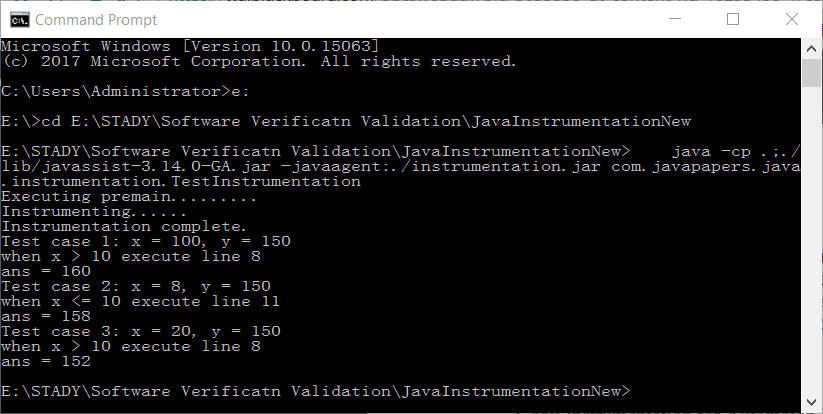 Command Prompt
Microsoft Windows [Version 10.0.15063]
(c) 2017 Microsoft Corporation. All rights reserved.
C:\Users\Administrator>e:
E:\>cd E:\STADY\Software Verificatn Validation\JavaInstrumentationNew
E:\STADY\Software Verificatn Validation\JavaInstrumentationNew>    java -cp .;./
lib/javassist-3.14.0-GA.jar -javaagent:./instrumentation.jar com.javapapers.java
.instrumentation.TestInstrumentation
Executing premain.........
Instrumenting......
Instrumentation complete.
Test case 1: x = 100, y = 150
when x > 10 execute line 8
ans = 160
Test case 2: x = 8, y = 150
when x <= 10 execute line 11
ans = 158
Test case 3: x = 20, y = 150
when x > 10 execute line 8
ans = 152
E:\STADY\Software Verificatn Validation\JavaInstrumentationNew>